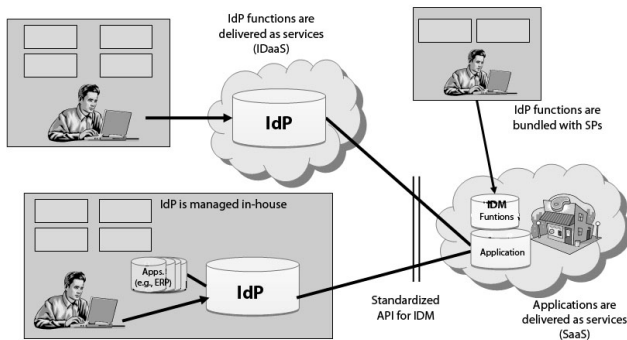 IdP functions are
delivered as services
(IDaaS)
IdP
IdP functions are
bundled with SPs
IDM
Funtions
Application
Applications are
delivered as services
(SaaS)
Standardized
API for IDM
IdP is managed in-house
Apps.
(e.g., ERP)
IdP